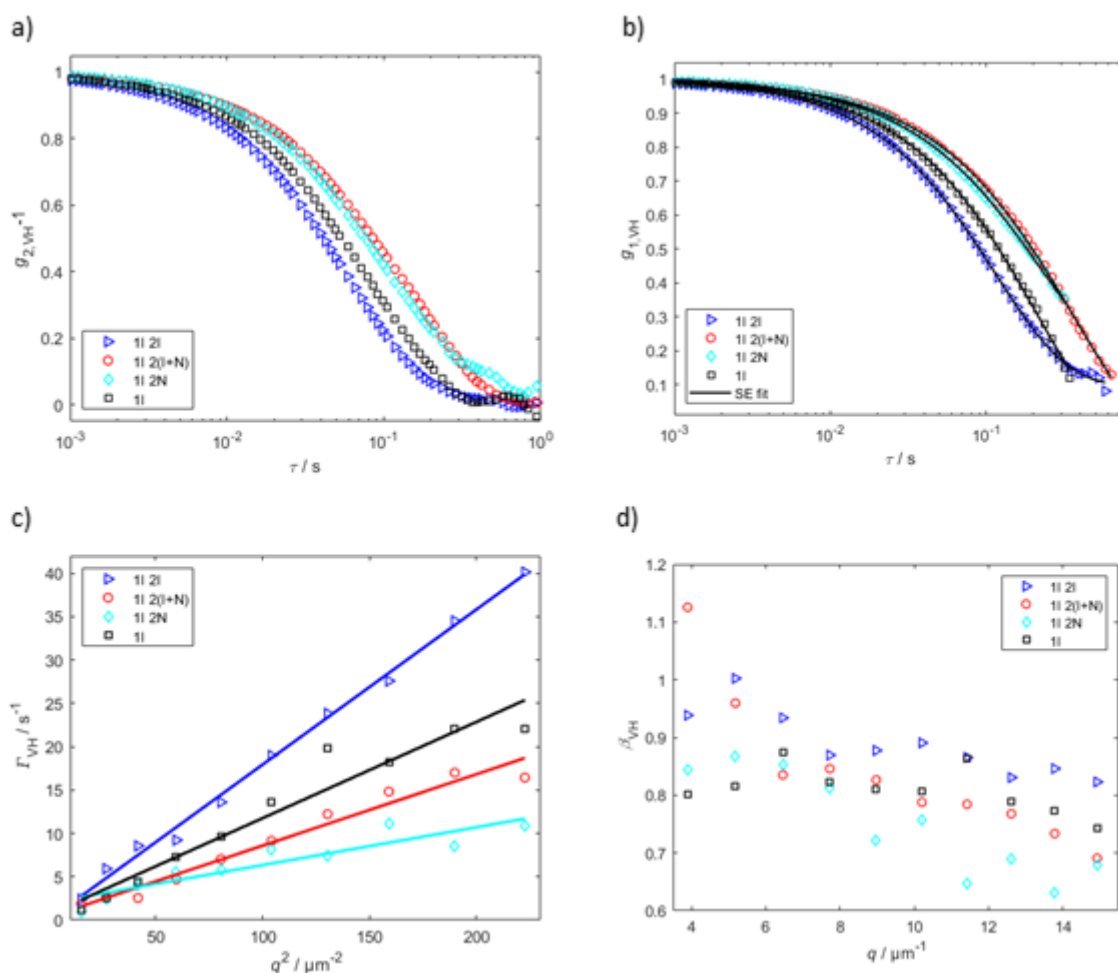 a)
1
0.8
0.6
0.4
0.2
0
g2,VH-1
1I 2I
1I 2(I+N)
1I 2N
1I
10-3
10-2
10-1
100
τ / s
b)
1
0.9
0.8
0.7
0.6
0.5
0.4
0.3
0.2
0.1
g1,VH
1I 2I
1I 2(I+N)
1I 2N
1I
SE fit
10-3
10-2
10-1
τ / s
c)
40
35
30
25
20
15
10
5
0
ΓVH / s-1
1I 2I
1I 2(I+N)
1I 2N
1I
50
100
150
200
q2 / μm-2
d)
1.2
1.1
1
0.9
0.8
0.7
0.6
βVH
1I 2I
1I 2(I+N)
1I 2N
1I
4
6
8
10
12
14
q / μm-1